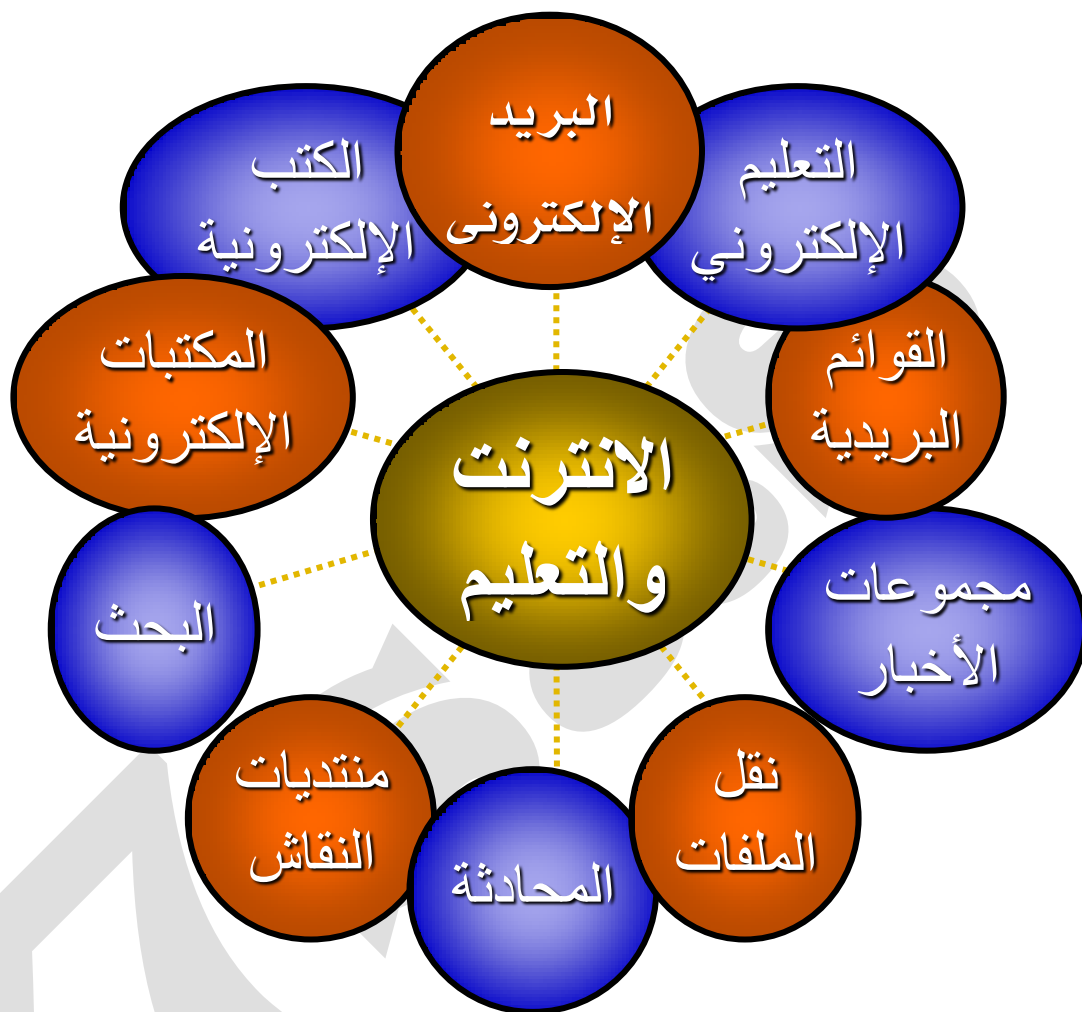 الانترنت
والتعليم
البريد
الإلكترونى
التعليم
الإلكتروني
القوائم
البريدية
مجموعات
الأخبار
نقل
الملفات
المحادثة
منتديات
النقاش
البحث
المكتبات
الإلكترونية
الكتب
الإلكترونية